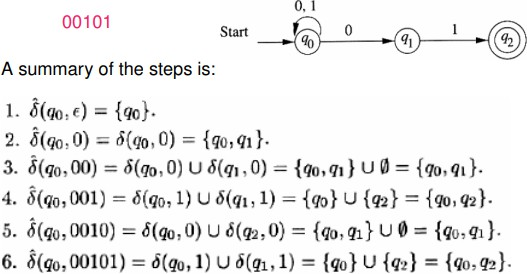 00101
Start
0, 1
q₀
0
q₁
1
q₂
A summary of the steps is:
1. δ̂(q₀, ϵ) = {q₀}.
2. δ̂(q₀, 0) = δ(q₀, 0) = {q₀, q₁}.
3. δ̂(q₀, 00) = δ(q₀, 0) ∪ δ(q₁, 0) = {q₀, q₁} ∪ ∅ = {q₀, q₁}.
4. δ̂(q₀, 001) = δ(q₀, 1) ∪ δ(q₁, 1) = {q₀} ∪ {q₂} = {q₀, q₂}.
5. δ̂(q₀, 0010) = δ(q₀, 0) ∪ δ(q₂, 0) = {q₀, q₁} ∪ ∅ = {q₀, q₁}.
6. δ̂(q₀, 00101) = δ(q₀, 1) ∪ δ(q₁, 1) = {q₀} ∪ {q₂} = {q₀, q₂}.